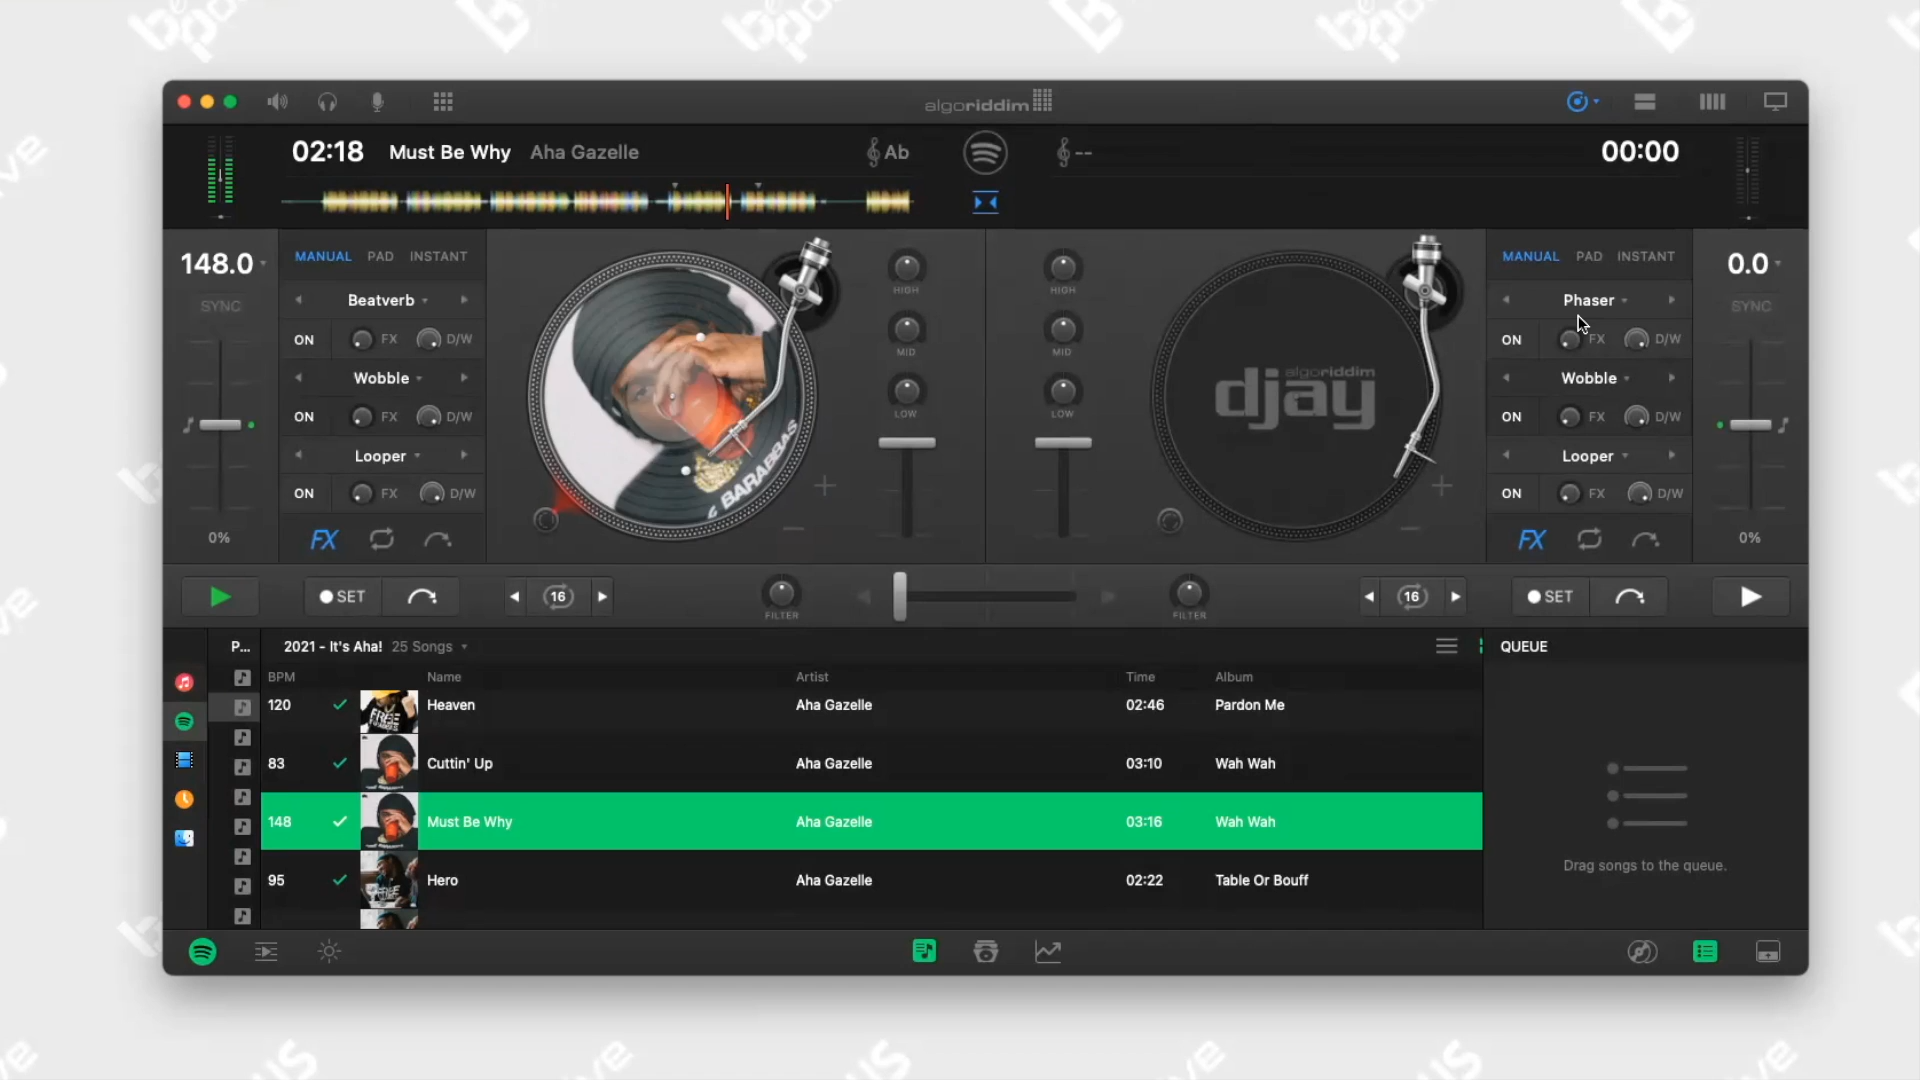 algoriddim
02:18 Must Be Why Aha Gazelle Ab
-- 00:00
148.0
SYNC
0%
MANUAL PAD INSTANT
Beatverb
ON FX D/W
Wobble
ON FX D/W
Looper
ON FX D/W
FX
BARABBAS
HIGH
MID
LOW
HIGH
MID
LOW
algoriddim
djay
MANUAL PAD INSTANT
Phaser
ON FX D/W
Wobble
ON FX D/W
Looper
ON FX D/W
FX
0.0
SYNC
0%
SET 16 FILTER
FILTER 16 SET
P... 2021 - It's Aha! 25 Songs
QUEUE
BPM Name Artist Time Album
120 Heaven Aha Gazelle 02:46 Pardon Me
83 Cuttin' Up Aha Gazelle 03:10 Wah Wah
148 Must Be Why Aha Gazelle 03:16 Wah Wah
95 Hero Aha Gazelle 02:22 Table Or Bouff
Drag songs to the queue.